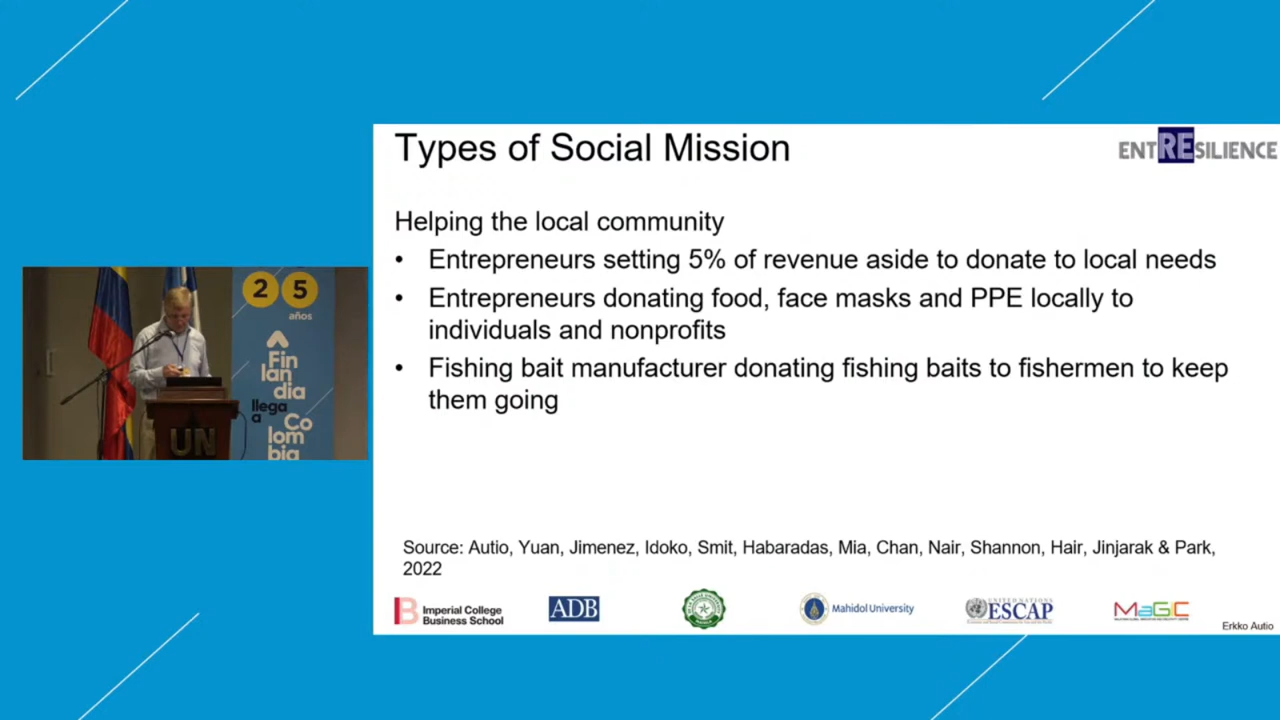 Types of Social Mission
ENTRESILIENCE
Helping the local community
• Entrepreneurs setting 5% of revenue aside to donate to local needs
• Entrepreneurs donating food, face masks and PPE locally to
individuals and nonprofits
• Fishing bait manufacturer donating fishing baits to fishermen to keep
them going
2 5
años
Fin
lan
dia
llega
a
Co
lom
bia
UN
Source: Autio, Yuan, Jimenez, Idoko, Smit, Habaradas, Mia, Chan, Nair, Shannon, Hair, Jinjarak & Park,
2022
Imperial College
Business School
ADB
Mahidol University
UNITED NATIONS
ESCAP
MaGIC
Erkko Autio